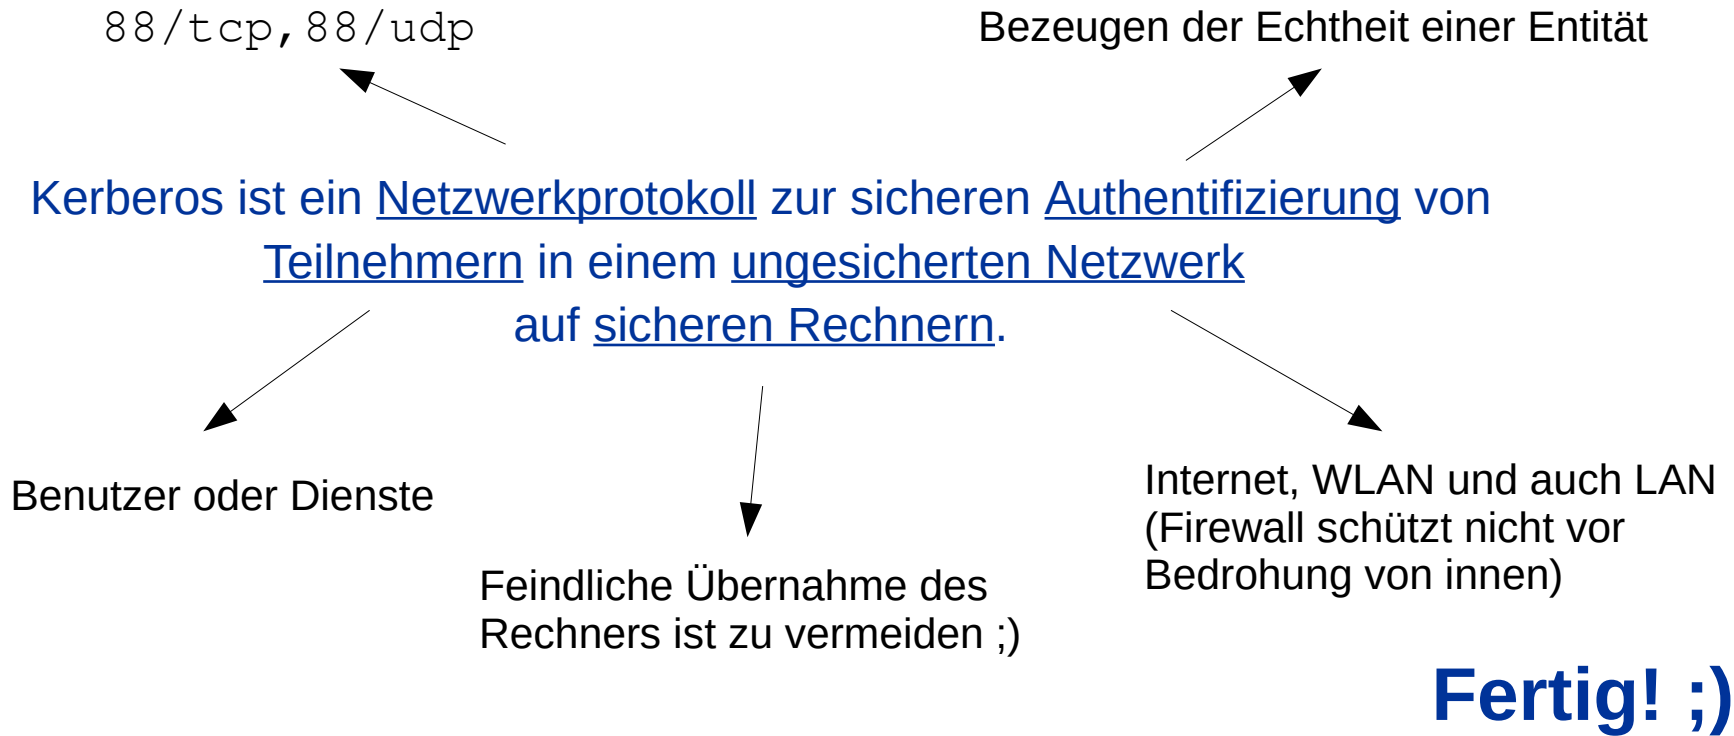 88/tcp,88/udp
Bezeugen der Echtheit einer Entität
Kerberos ist ein Netzwerkprotokoll zur sicheren Authentifizierung von
Teilnehmern in einem ungesicherten Netzwerk
auf sicheren Rechnern.
Benutzer oder Dienste
Feindliche Übernahme des
Rechners ist zu vermeiden ;)
Internet, WLAN und auch LAN
(Firewall schützt nicht vor
Bedrohung von innen)
Fertig! ;)